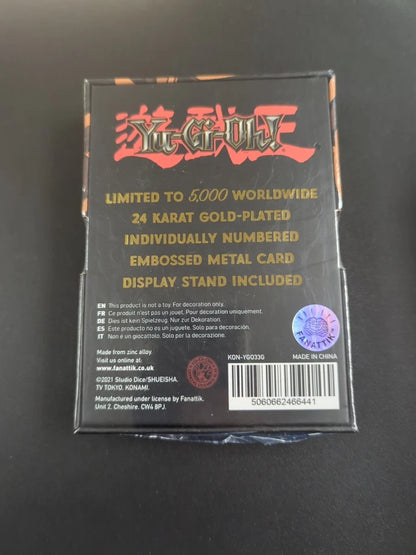 遊戯王
Yu-Gi-Oh!
LIMITED TO 5,000 WORLDWIDE
24 KARAT GOLD-PLATED
INDIVIDUALLY NUMBERED
EMBOSSED METAL CARD
DISPLAY STAND INCLUDED
EN This product is not a toy. For decoration only.
FR Ce produit n'est pas un jouet. Pour décoration uniquement.
DE Dies ist kein Spielzeug. Nur zur Dekoration.
ES Este producto no es un juguete. Solo para decoración.
IT Non è un giocattolo. Solo per la decorazione.
Made from zinc alloy
Visit us online at:
www.fanattik.co.uk
©2021 Studio Dice/SHUEISHA.
TV TOKYO. KONAMI.
Manufactured under license by Fanattik.
Unit 2, Cheshire. CW6 8PJ.
FANATTIK
KON-YGO33G MADE IN CHINA
5060662466441